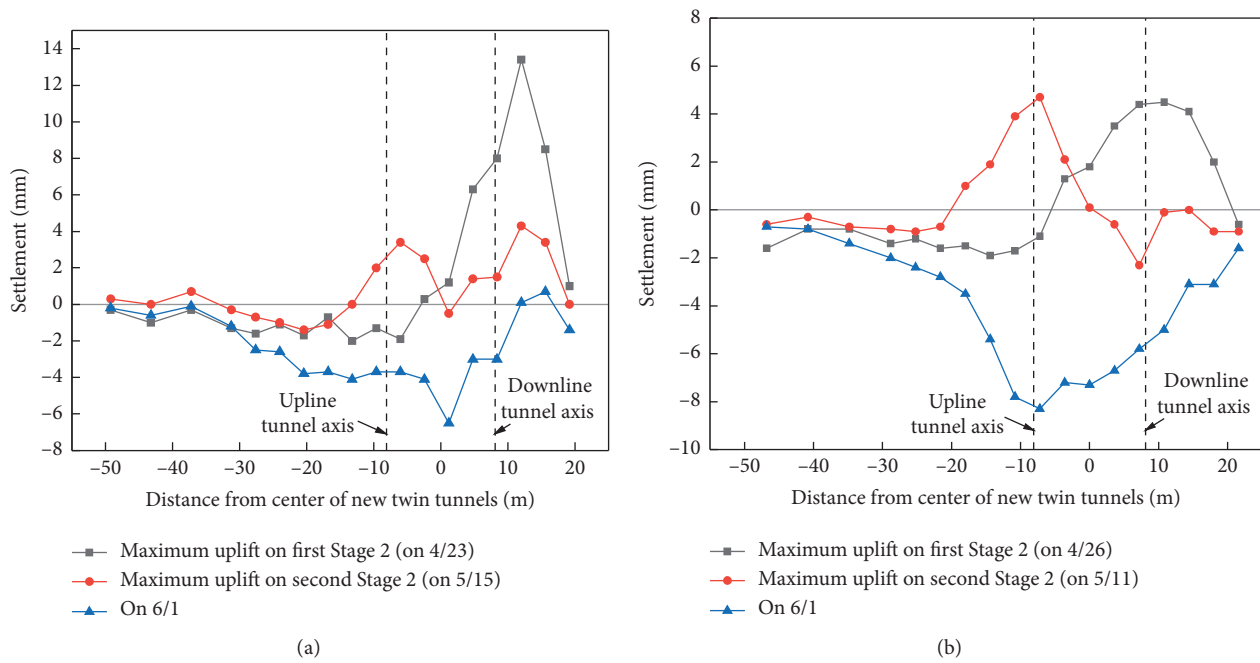 14
12
10
8
6
4
2
0
–2
–4
–6
–8
Settlement (mm)
Upline
tunnel axis
Downline
tunnel axis
–50
–40
–30
–20
–10
0
10
20
Distance from center of new twin tunnels (m)
Maximum uplift on first Stage 2 (on 4/23)
Maximum uplift on second Stage 2 (on 5/15)
On 6/1
(a)
8
6
4
2
0
–2
–4
–6
–8
–10
Settlement (mm)
Upline
tunnel axis
Downline
tunnel axis
–50
–40
–30
–20
–10
0
10
20
Distance from center of new twin tunnels (m)
Maximum uplift on first Stage 2 (on 4/26)
Maximum uplift on second Stage 2 (on 5/11)
On 6/1
(b)